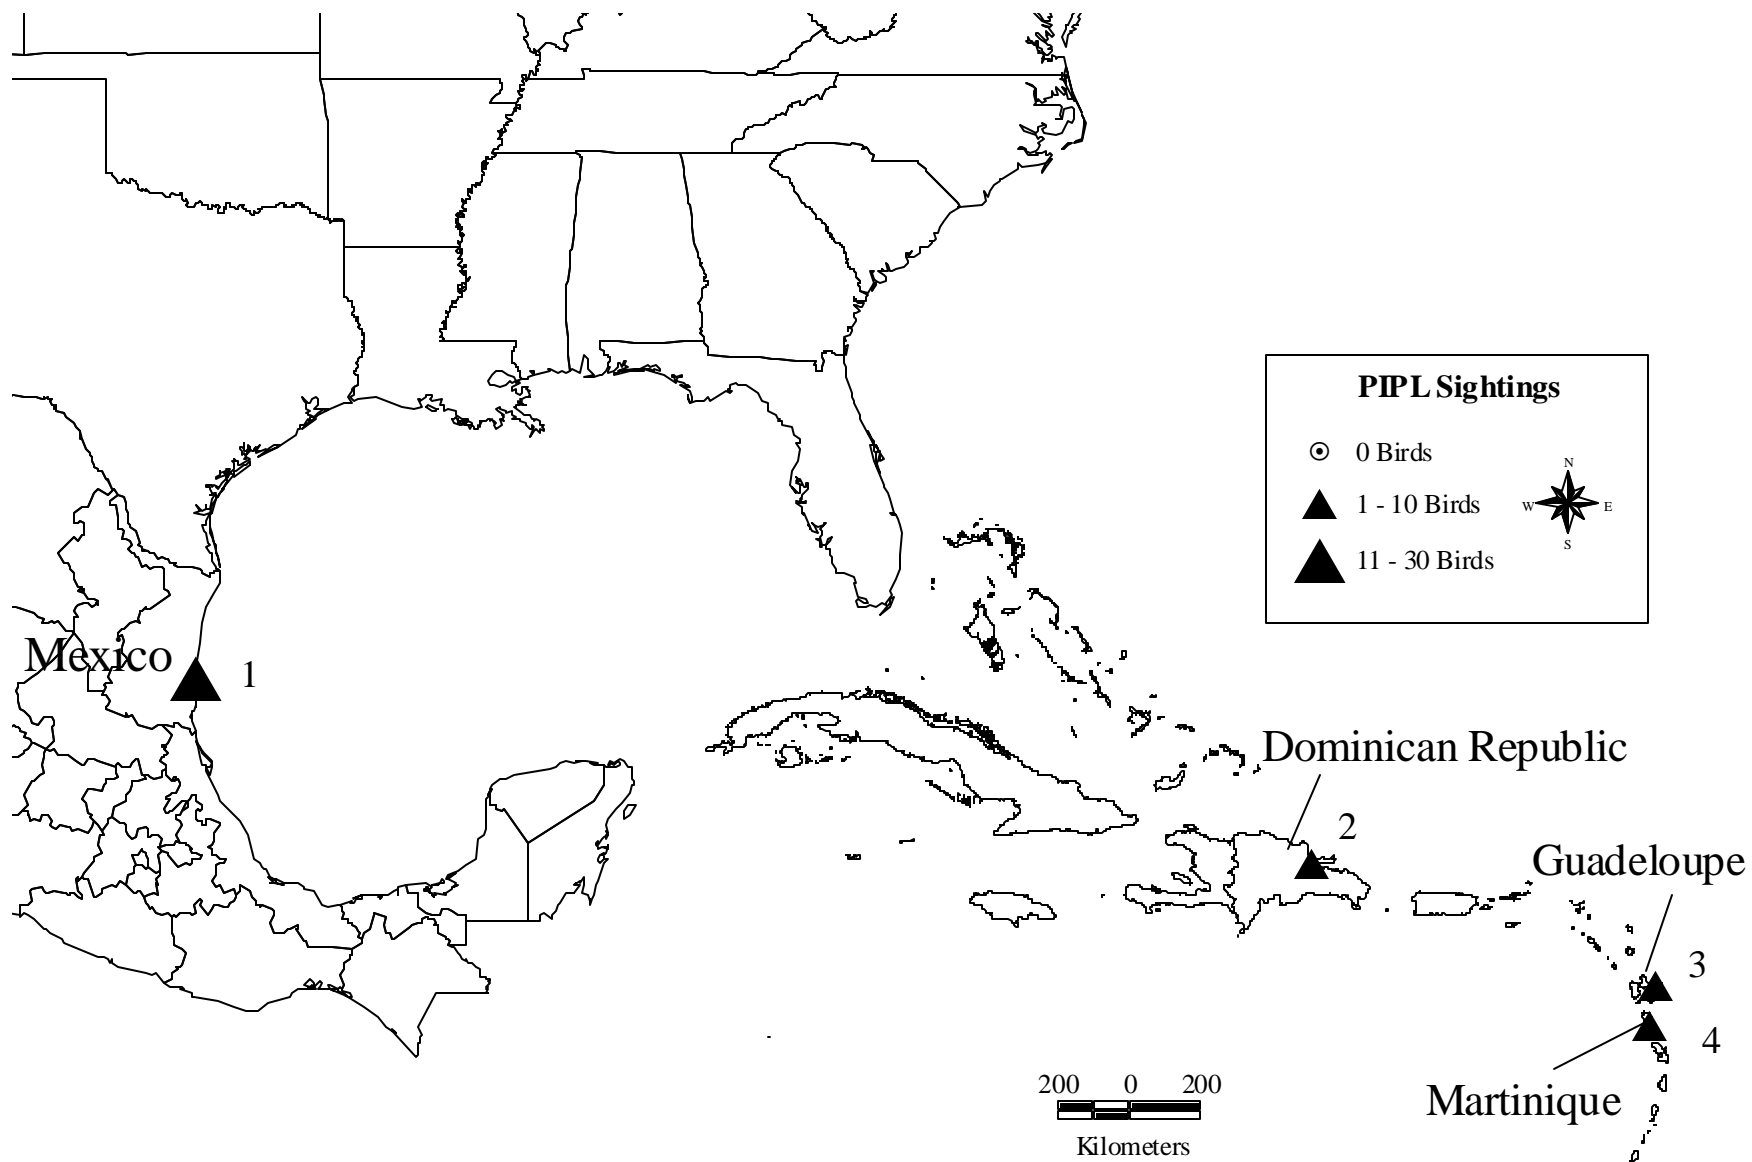 PIPL Sightings
0 Birds
1 - 10 Birds
11 - 30 Birds
N
W E
S
Mexico 1
Dominican Republic
2
Guadeloupe
3
4
Martinique
200 0 200
Kilometers